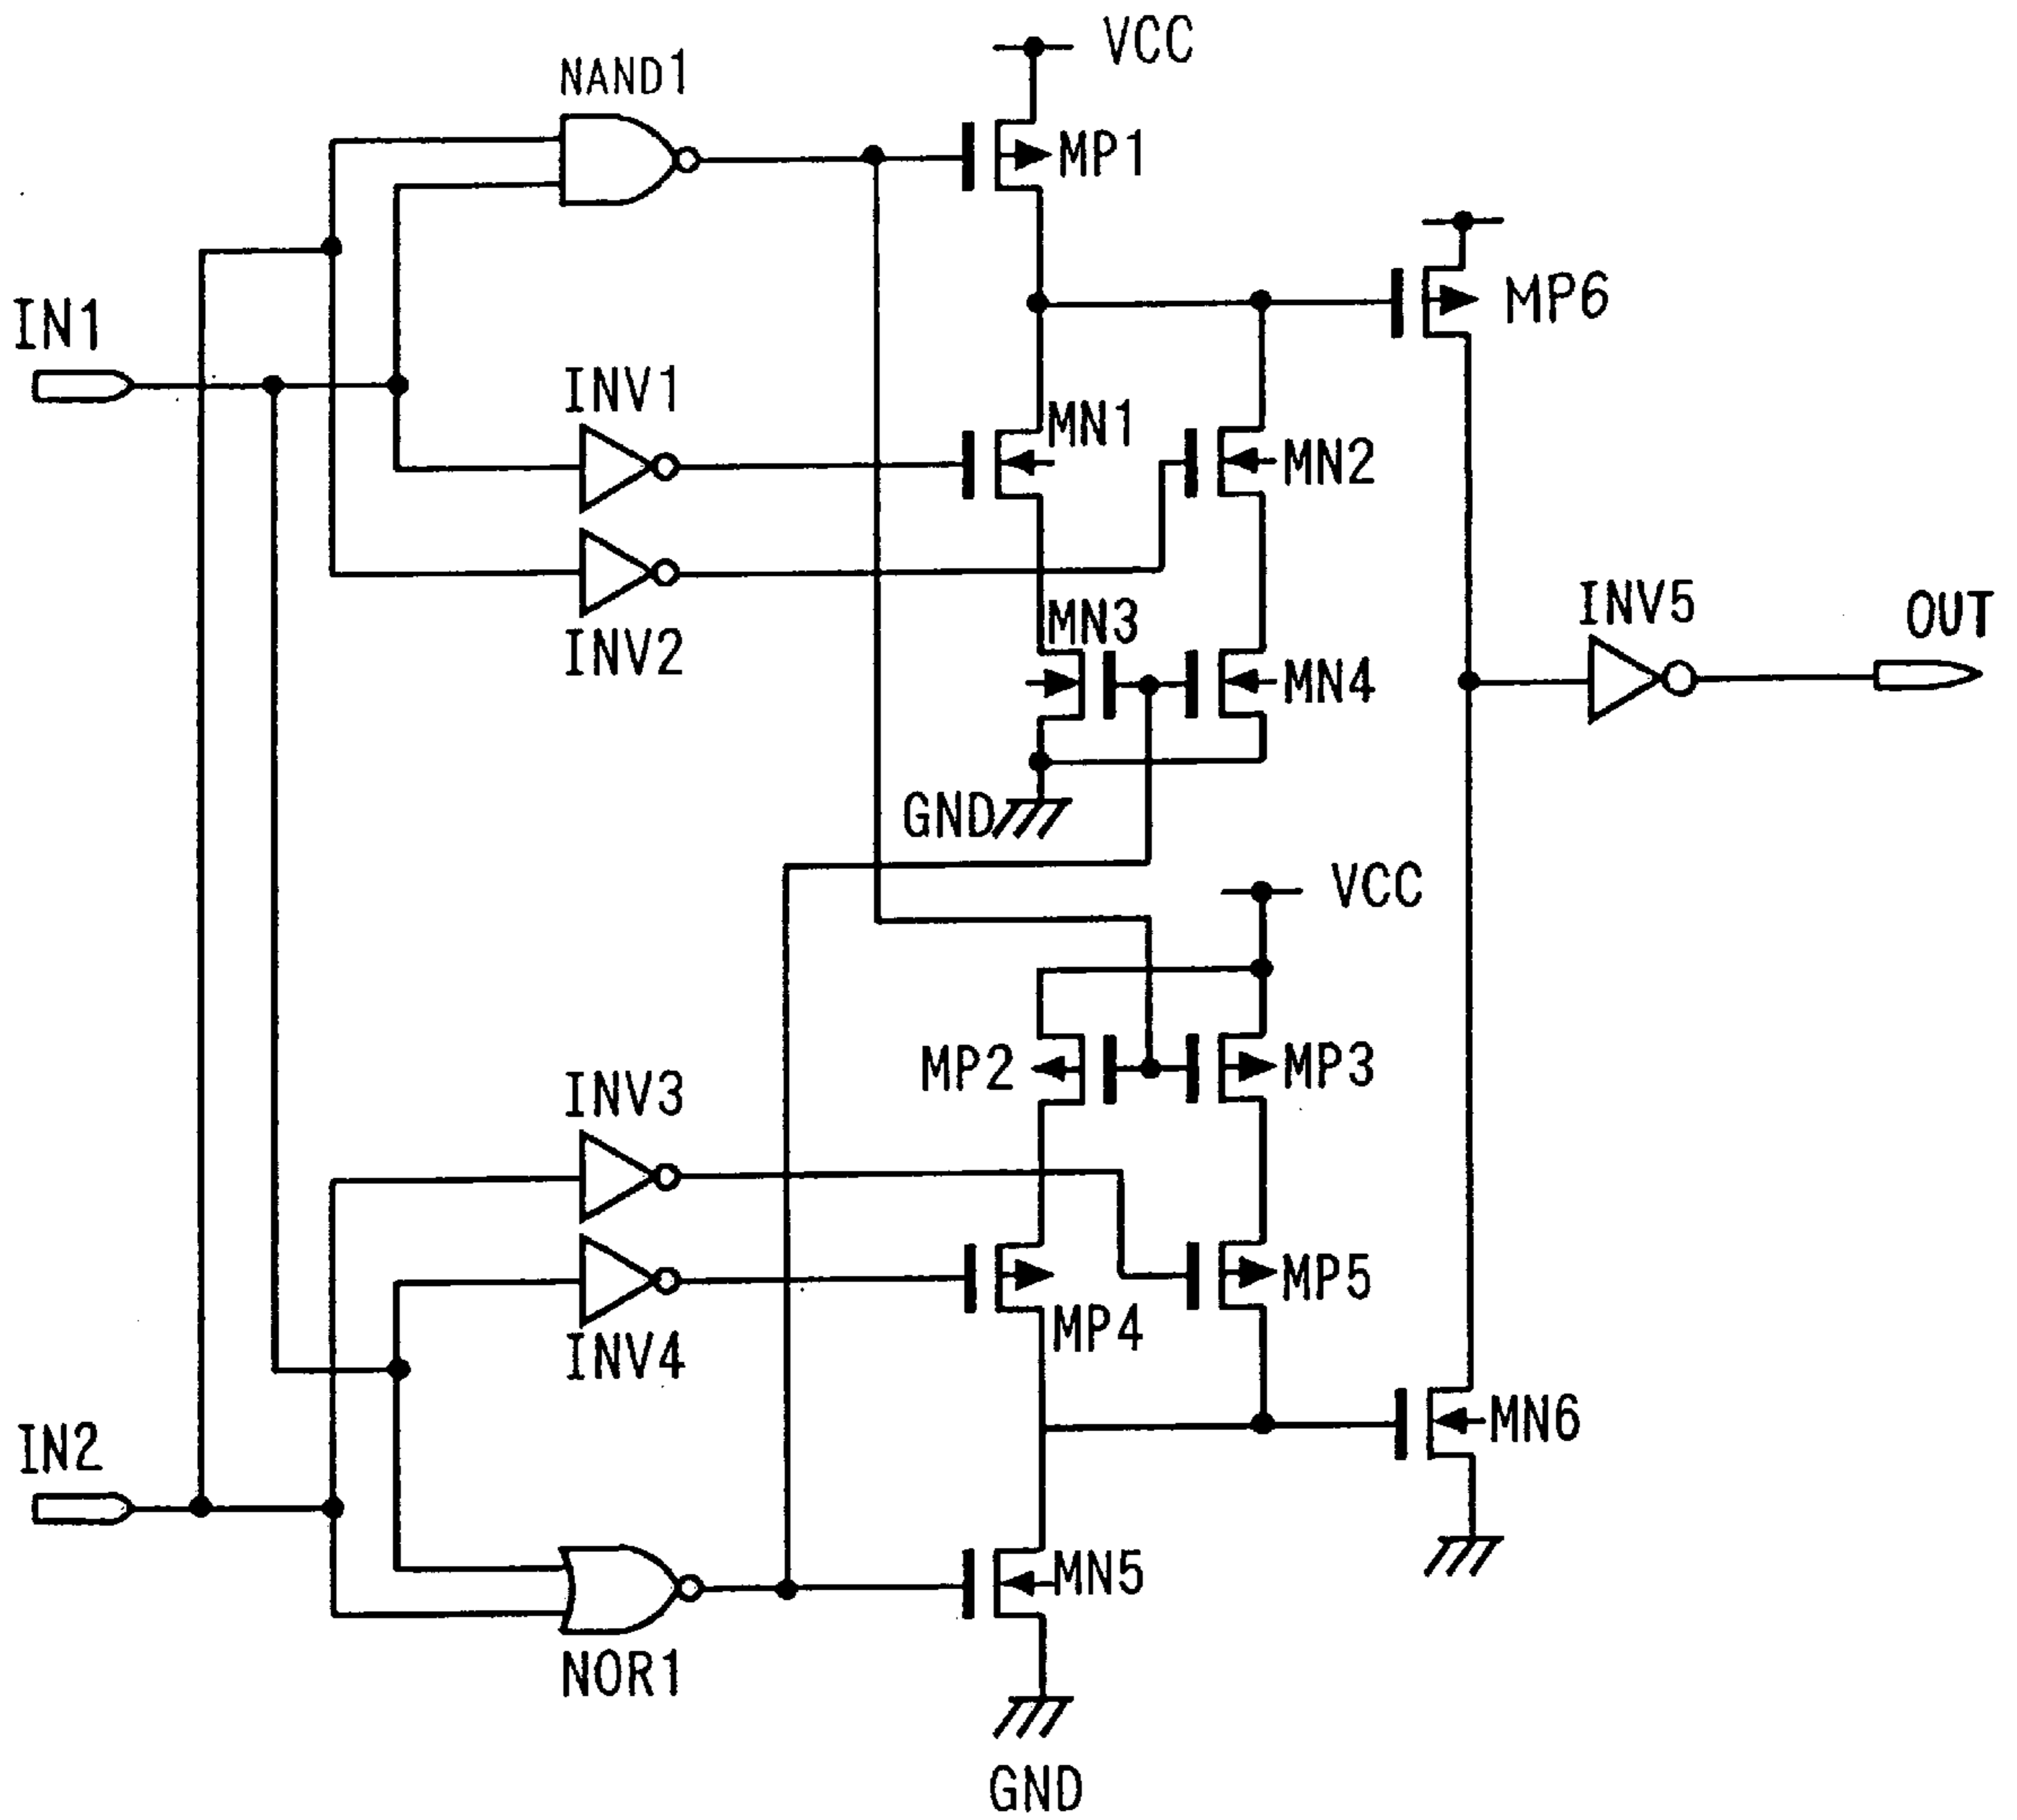 VCC
NAND1
MP1
MP6
IN1
INV1
MN1
MN2
INV2
MN3
MN4
INV5
OUT
GND
VCC
MP2
MP3
INV3
MP5
MP4
INV4
IN2
MN6
MN5
NOR1
GND